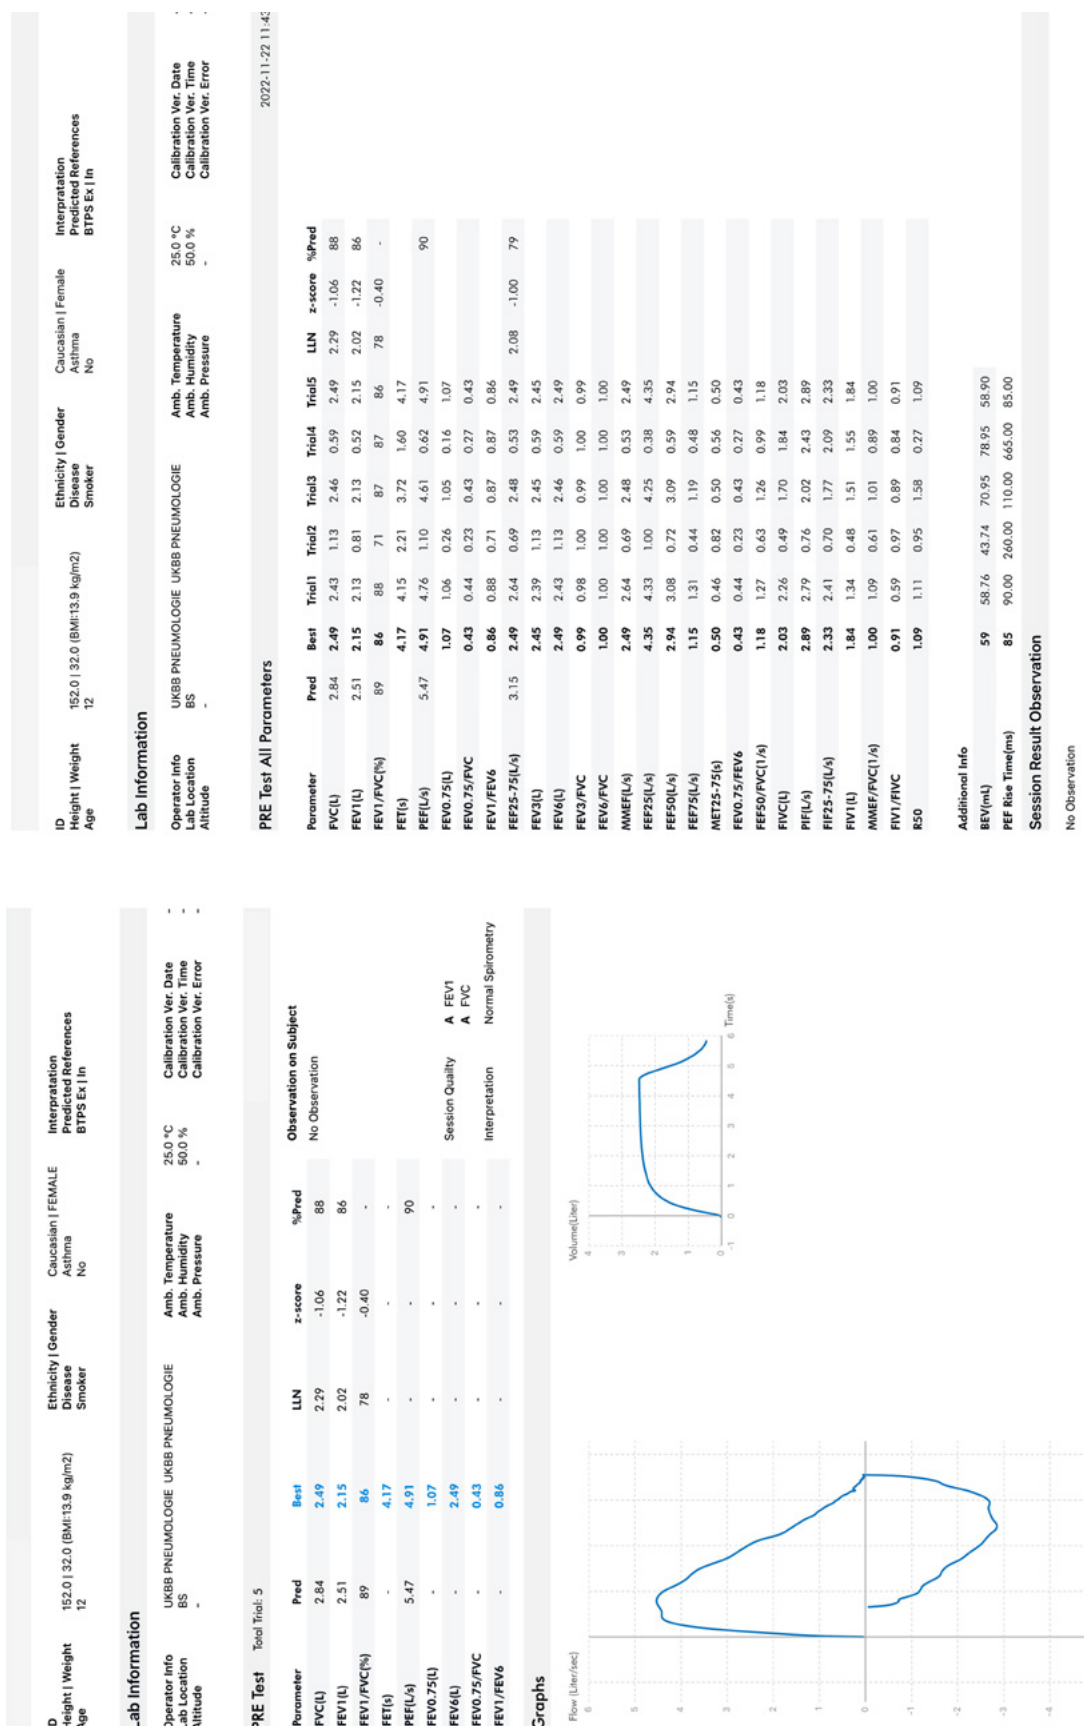 ID
Height | Weight 152.0 | 32.0 (BMI:13.9 kg/m2)
Age 12
Ethnicity | Gender Caucasian | FEMALE
Disease Asthma
Smoker No
Interpratation
Predicted References
BTPS Ex | In
Lab Information
Operator Info UKBB PNEUMOLOGIE UKBB PNEUMOLOGIE
Lab Location BS
Altitude -
Amb. Temperature 25.0 °C
Amb. Humidity 50.0 %
Amb. Pressure -
Calibration Ver. Date -
Calibration Ver. Time -
Calibration Ver. Error -
PRE Test Total Trial: 5
Parameter Pred Best LLN z-score %Pred
FVC(L) 2.84 2.49 2.29 -1.06 88
FEV1(L) 2.51 2.15 2.02 -1.22 86
FEV1/FVC(%) 89 86 78 -0.40 -
FET(s) - 4.17 - - -
PEF(L/s) 5.47 4.91 - - 90
FEV0.75(L) - 1.07 - - -
FEV6(L) - 2.49 - - -
FEV0.75/FVC - 0.43 - - -
FEV1/FEV6 - 0.86 - - -
Observation on Subject
No Observation
Session Quailty A FEV1
A FVC
Interpretation Normal Spirometry
Graphs
Flow (Liter/sec)
6
5
4
3
2
1
0
-1
-2
-3
-4
Volume(Liter)
4
3
2
1
0
-1 0 1 2 3 4 5 6 Time(s)
ID
Height | Weight 152.0 | 32.0 (BMI:13.9 kg/m2)
Age 12
Ethnicity | Gender Caucasian | Female
Disease Asthma
Smoker No
Interpratation
Predicted References
BTPS Ex | In
Lab Information
Operator Info UKBB PNEUMOLOGIE UKBB PNEUMOLOGIE
Lab Location BS
Altitude -
Amb. Temperature 25.0 °C
Amb. Humidity 50.0 %
Amb. Pressure -
Calibration Ver. Date -
Calibration Ver. Time -
Calibration Ver. Error
PRE Test All Parameters 2022-11-22 11:43
Parameter Pred Best Trial1 Trial2 Trial3 Trial4 Trial5 LLN z-score %Pred
FVC(L) 2.84 2.49 2.43 1.13 2.46 0.59 2.49 2.29 -1.06 88
FEV1(L) 2.51 2.15 2.13 0.81 2.13 0.52 2.15 2.02 -1.22 86
FEV1/FVC(%) 89 86 88 71 87 87 86 78 -0.40 -
FET(s) 4.17 4.15 2.21 3.72 1.60 4.17
PEF(L/s) 5.47 4.91 4.76 1.10 4.61 0.62 4.91 90
FEV0.75(L) 1.07 1.06 0.26 1.05 0.16 1.07
FEV0.75/FVC 0.43 0.44 0.23 0.43 0.27 0.43
FEV1/FEV6 0.86 0.88 0.71 0.87 0.87 0.86
FEF25-75(L/s) 3.15 2.49 2.64 0.69 2.48 0.53 2.49 2.08 -1.00 79
FEV3(L) 2.45 2.39 1.13 2.45 0.59 2.45
FEV6(L) 2.49 2.43 1.13 2.46 0.59 2.49
FEV3/FVC 0.99 0.98 1.00 0.99 1.00 0.99
FEV6/FVC 1.00 1.00 1.00 1.00 1.00 1.00
MMEF(L/s) 2.49 2.64 0.69 2.48 0.53 2.49
FEF25(L/s) 4.35 4.33 1.00 4.25 0.38 4.35
FEF50(L/s) 2.94 3.08 0.72 3.09 0.59 2.94
FEF75(L/s) 1.15 1.31 0.44 1.19 0.48 1.15
MET25-75(s) 0.50 0.46 0.82 0.50 0.56 0.50
FEV0.75/FEV6 0.43 0.44 0.23 0.43 0.27 0.43
FEF50/FVC(1/s) 1.18 1.27 0.63 1.26 0.99 1.18
FIVC(L) 2.03 2.26 0.49 1.70 1.84 2.03
PIF(L/s) 2.89 2.79 0.76 2.02 2.43 2.89
FIF25-75(L/s) 2.33 2.41 0.70 1.77 2.09 2.33
FIV1(L) 1.84 1.34 0.48 1.51 1.55 1.84
MMEF/FVC(1/s) 1.00 1.09 0.61 1.01 0.89 1.00
FIV1/FIVC 0.91 0.59 0.97 0.89 0.84 0.91
R50 1.09 1.11 0.95 1.58 0.27 1.09
Additional Info
BEV(mL) 59 58.76 43.74 70.95 78.95 58.90
PEF Rise Time(ms) 85 90.00 260.00 110.00 665.00 85.00
Session Result Observation
No Observation